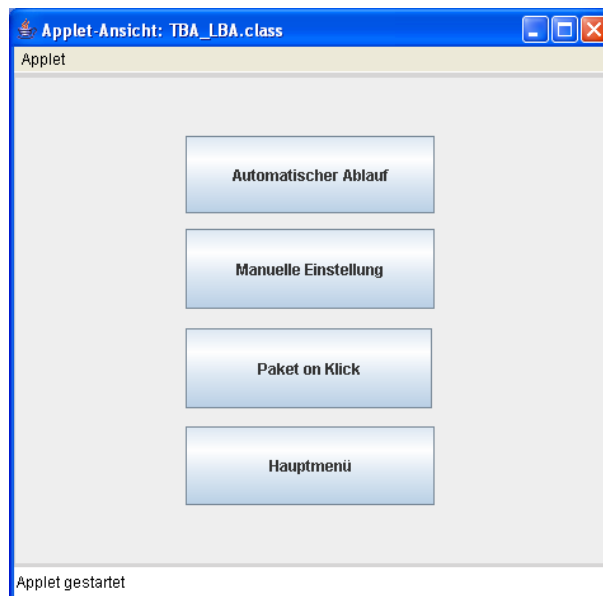 Applet-Ansicht: TBA_LBA.class
Applet
Automatischer Ablauf
Manuelle Einstellung
Paket on Klick
Hauptmenü
Applet gestartet